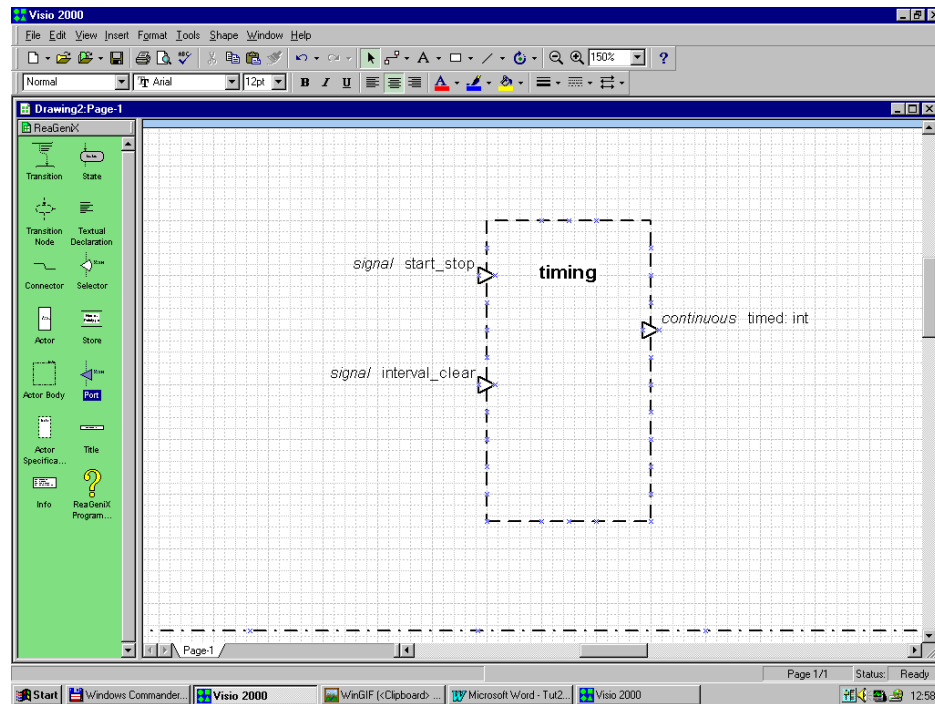 Visio 2000
File Edit View Insert Format Tools Shape Window Help
150%
Normal Arial 12pt B I U
Drawing2:Page-1
ReaGeniX
Transition State
Transition Node Textual Declaration
Connector Selector
Actor Store
Actor Body Port
Actor Specifica... Title
Info ReaGeniX Program...
timing
signal start_stop
continuous timed: int
signal interval_clear
Page-1
Page 1/1 Status: Ready
Start Windows Commander... Visio 2000 WinGIF (<Clipboard> ... Microsoft Word - Tut2... Visio 2000 12:58